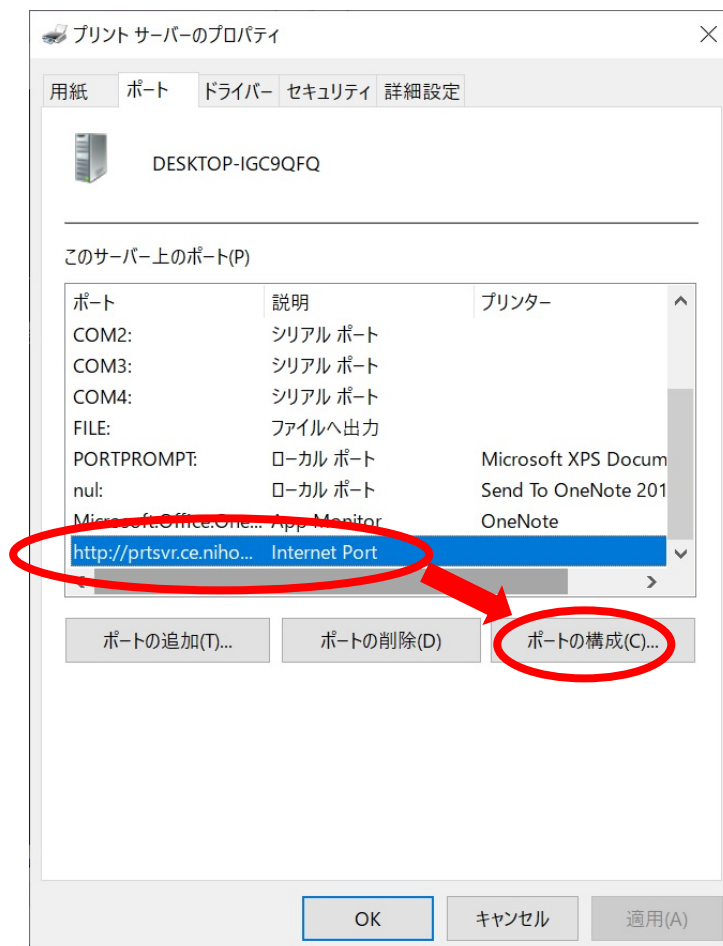 プリント サーバーのプロパティ
用紙 ポート ドライバー セキュリティ 詳細設定
DESKTOP-IGC9QFQ
このサーバー上のポート(P)
ポート 説明 プリンター
COM2: シリアル ポート
COM3: シリアル ポート
COM4: シリアル ポート
FILE: ファイルへ出力
PORTPROMPT: ローカル ポート Microsoft XPS Docum
nul: ローカル ポート Send To OneNote 201
Microsoft.Office.One... App Monitor OneNote
http://prtsvr.ce.niho... Internet Port
ポートの追加(T)... ポートの削除(D) ポートの構成(C)...
OK キャンセル 適用(A)